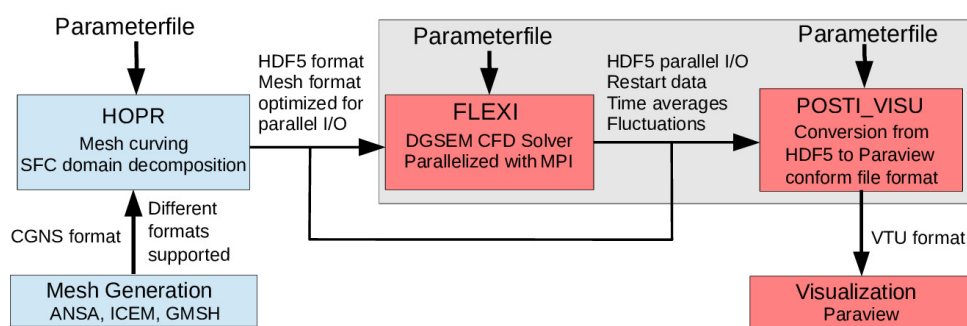 Parameterfile
HOPR
Mesh curving
SFC domain decomposition
HDF5 format
Mesh format
optimized for
parallel I/O
Parameterfile
FLEXI
DGSEM CFD Solver
Parallelized with MPI
HDF5 parallel I/O
Restart data
Time averages
Fluctuations
Parameterfile
POSTI_VISU
Conversion from
HDF5 to Paraview
conform file format
CGNS format
Different
formats
supported
VTU format
Mesh Generation
ANSA, ICEM, GMSH
Visualization
Paraview